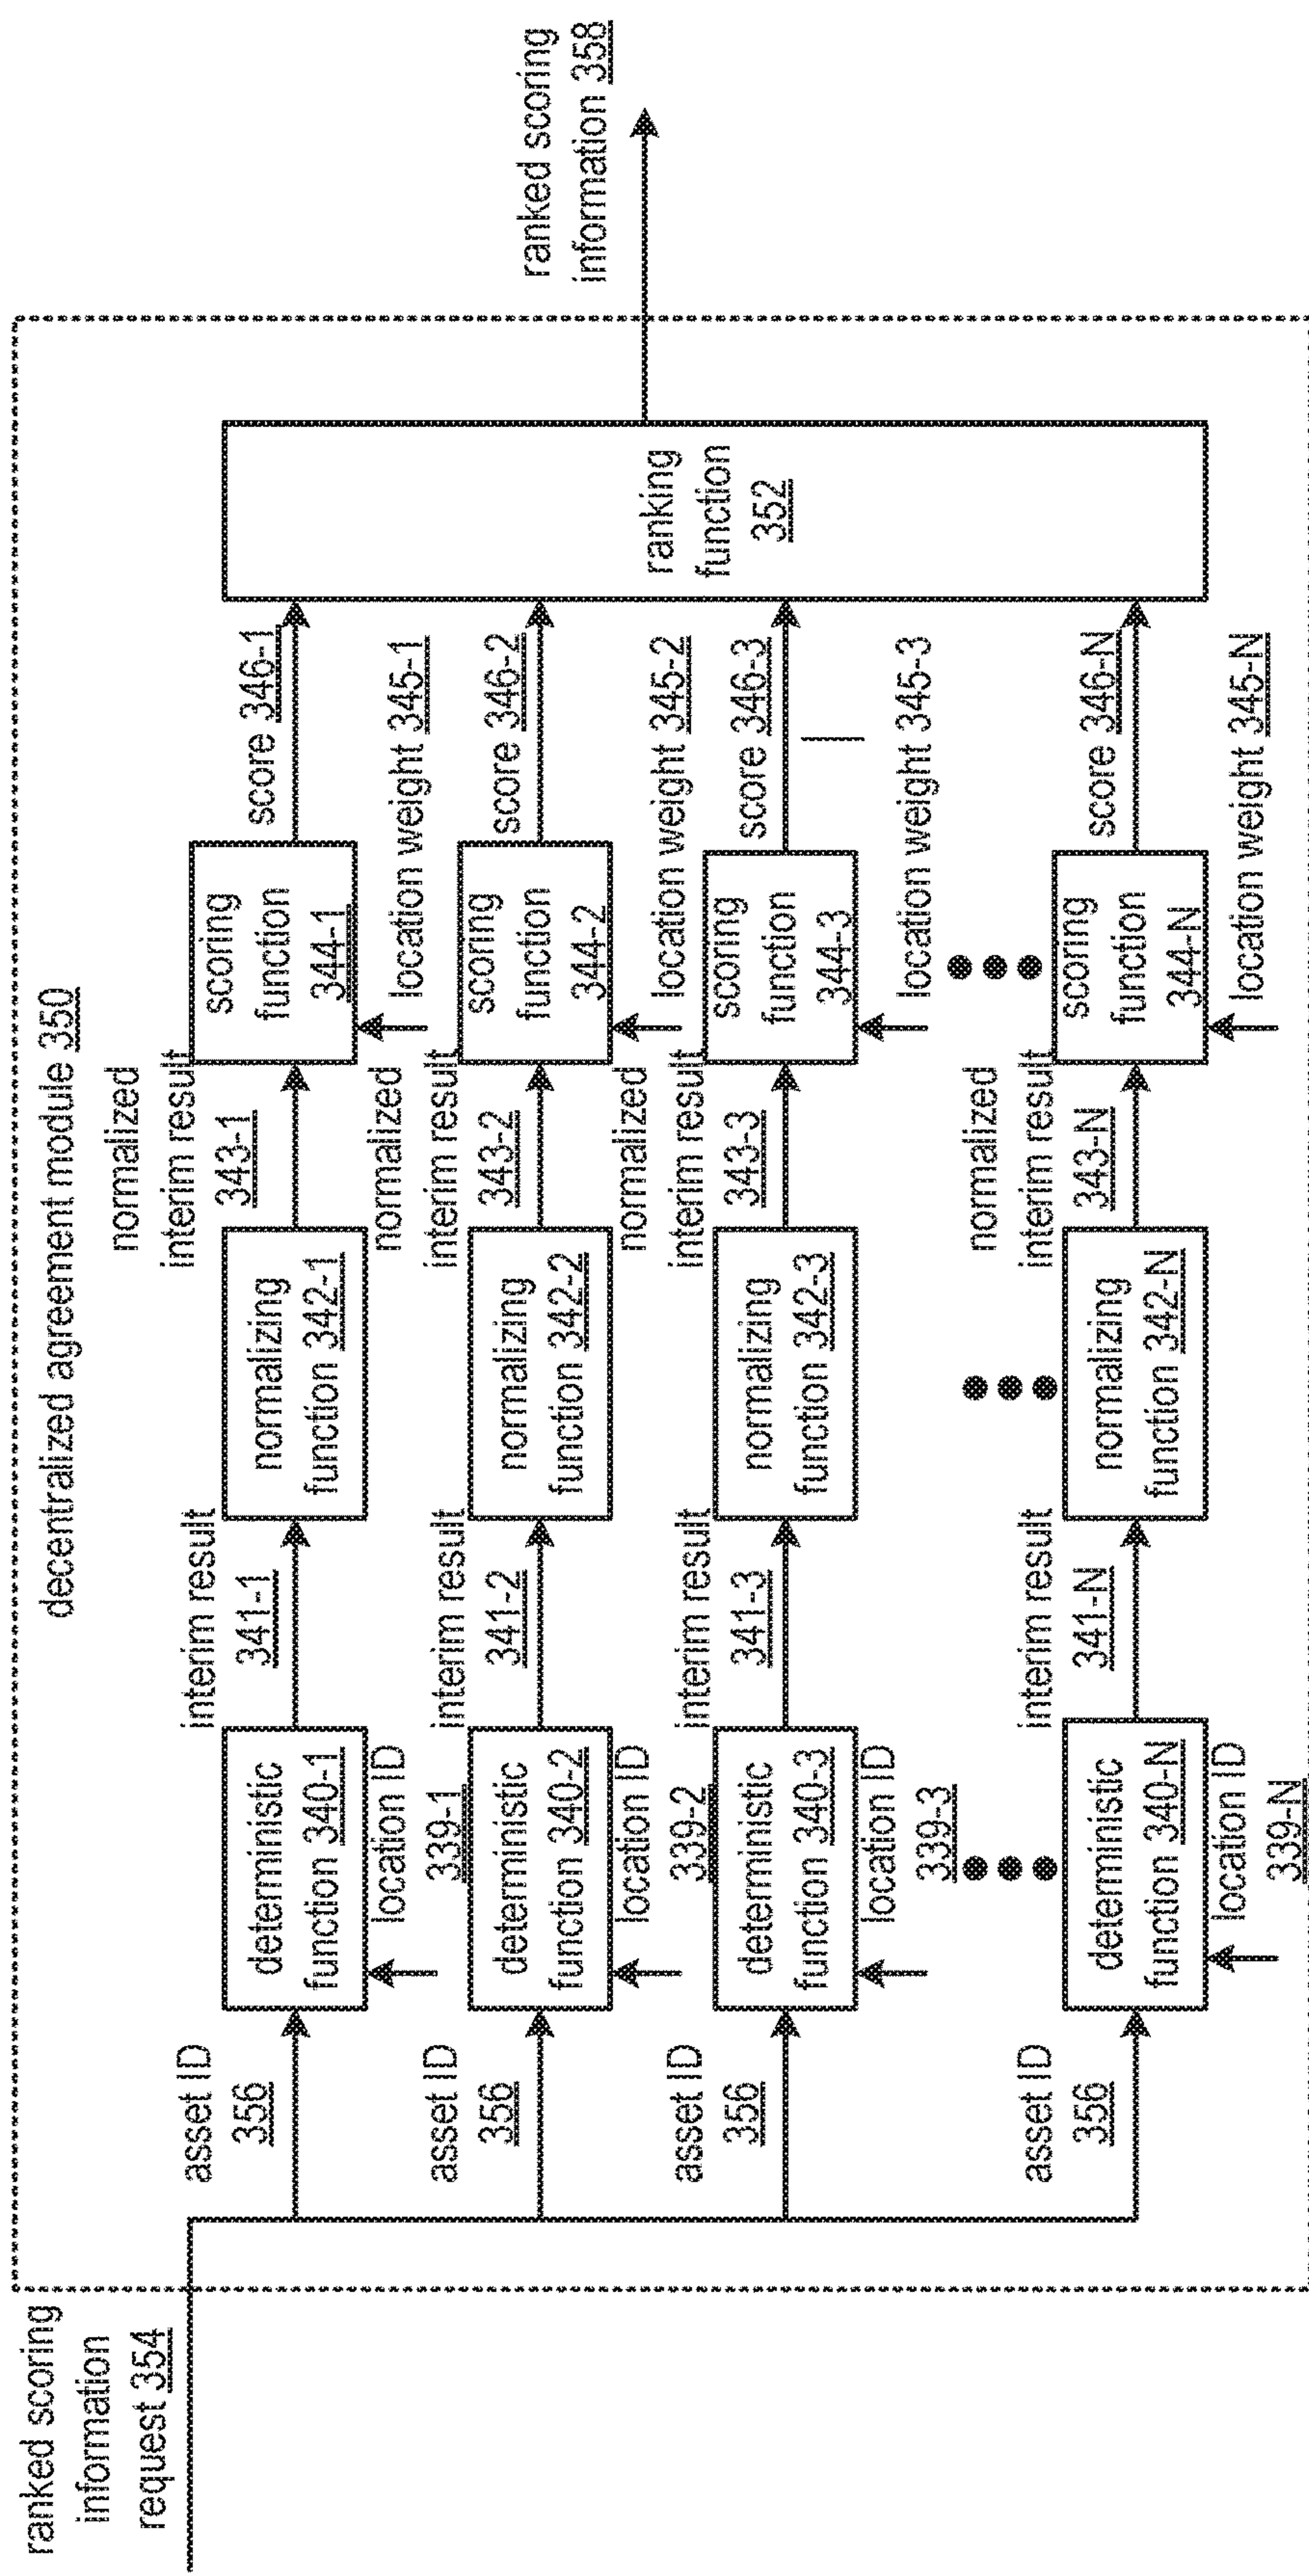 decentralized agreement module 350
ranked scoring
information
request 354
asset ID
356
deterministic
function 340-1
location ID
339-1
interim result
341-1
normalizing
function 342-1
normalized
interim result
343-1
scoring
function
344-1
location weight 345-1
score 346-1
asset ID
356
deterministic
function 340-2
location ID
339-2
interim result
341-2
normalizing
function 342-2
normalized
interim result
343-2
scoring
function
344-2
location weight 345-2
score 346-2
asset ID
356
deterministic
function 340-3
location ID
339-3
interim result
341-3
normalizing
function 342-3
normalized
interim result
343-3
scoring
function
344-3
location weight 345-3
score 346-3
asset ID
356
deterministic
function 340-N
location ID
339-N
interim result
341-N
normalizing
function 342-N
normalized
interim result
343-N
scoring
function
344-N
location weight 345-N
score 346-N
ranking
function
352
ranked scoring
information 358